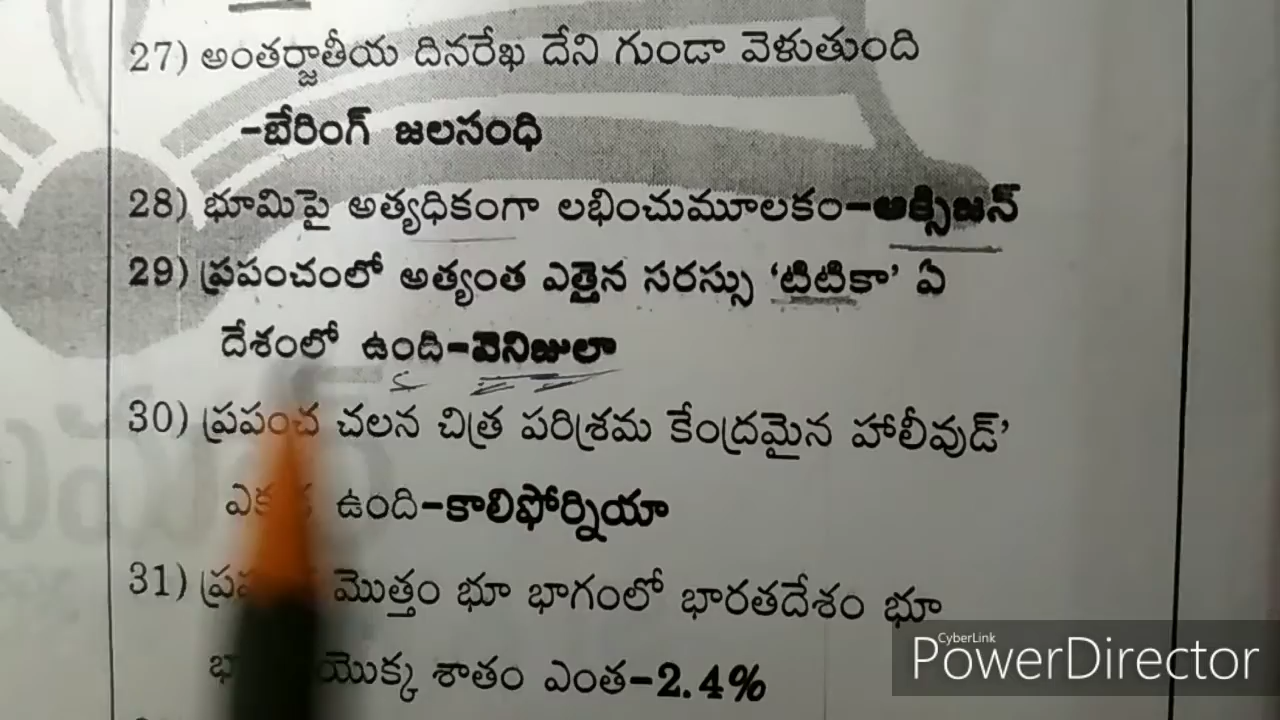 27) అంతర్జాతీయ దినరేఖ దేని గుండా వెళుతుంది
-బేరింగ్ జలసంధి
28) భూమిపై అత్యధికంగా లభించుమూలకం-ఆక్సిజన్
29) ప్రపంచంలో అత్యంత ఎత్తైన సరస్సు 'టిటికా' ఏ
దేశంలో ఉంది-వెనిజులా
30) ప్రపంచ చలన చిత్ర పరిశ్రమ కేంద్రమైన హాలీవుడ్'
ఉంది-కాలిఫోర్నియా
31) మొత్తం భూ భాగంలో భారతదేశం భూ
యొక్క శాతం ఎంత-2.4%
CyberLink
PowerDirector